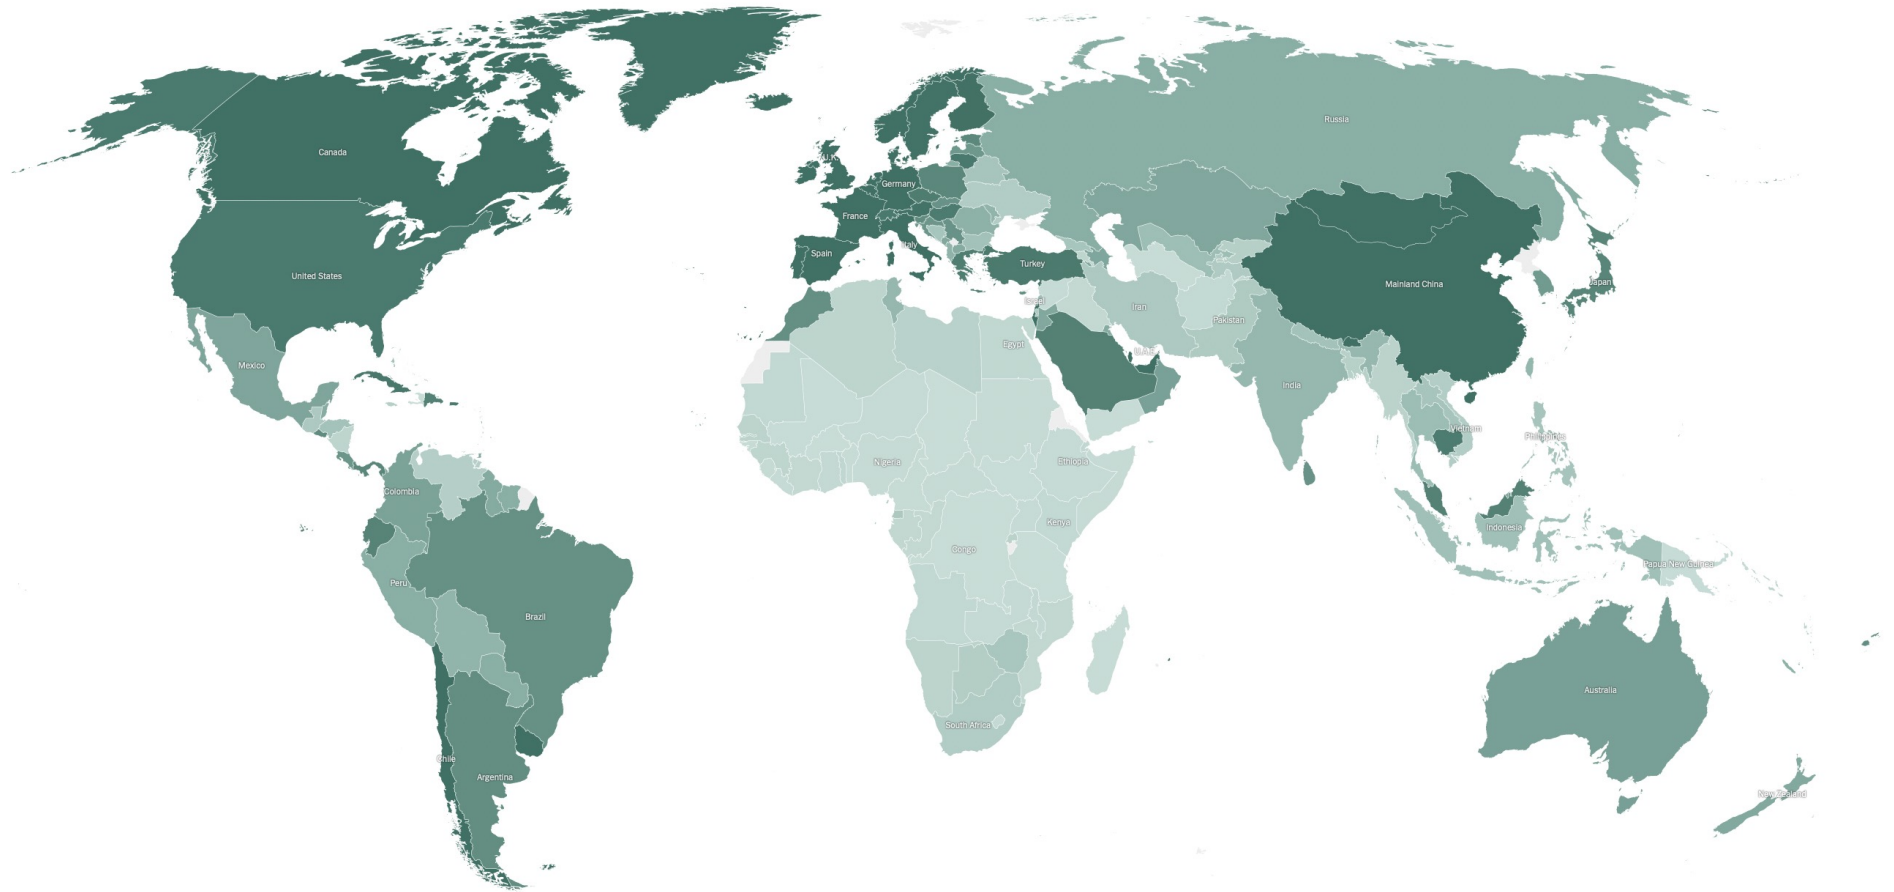 Russia
Canada
U.K.
Germany
France
Italy
Spain
Turkey
United States
Mainland China
Japan
Israel
Iran
Pakistan
Egypt
U.A.E.
Mexico
India
Vietnam
Philippines
Nigeria
Ethiopia
Colombia
Kenya
Indonesia
Congo
Papua New Guinea
Peru
Brazil
Australia
South Africa
Chile
Argentina
New Zealand